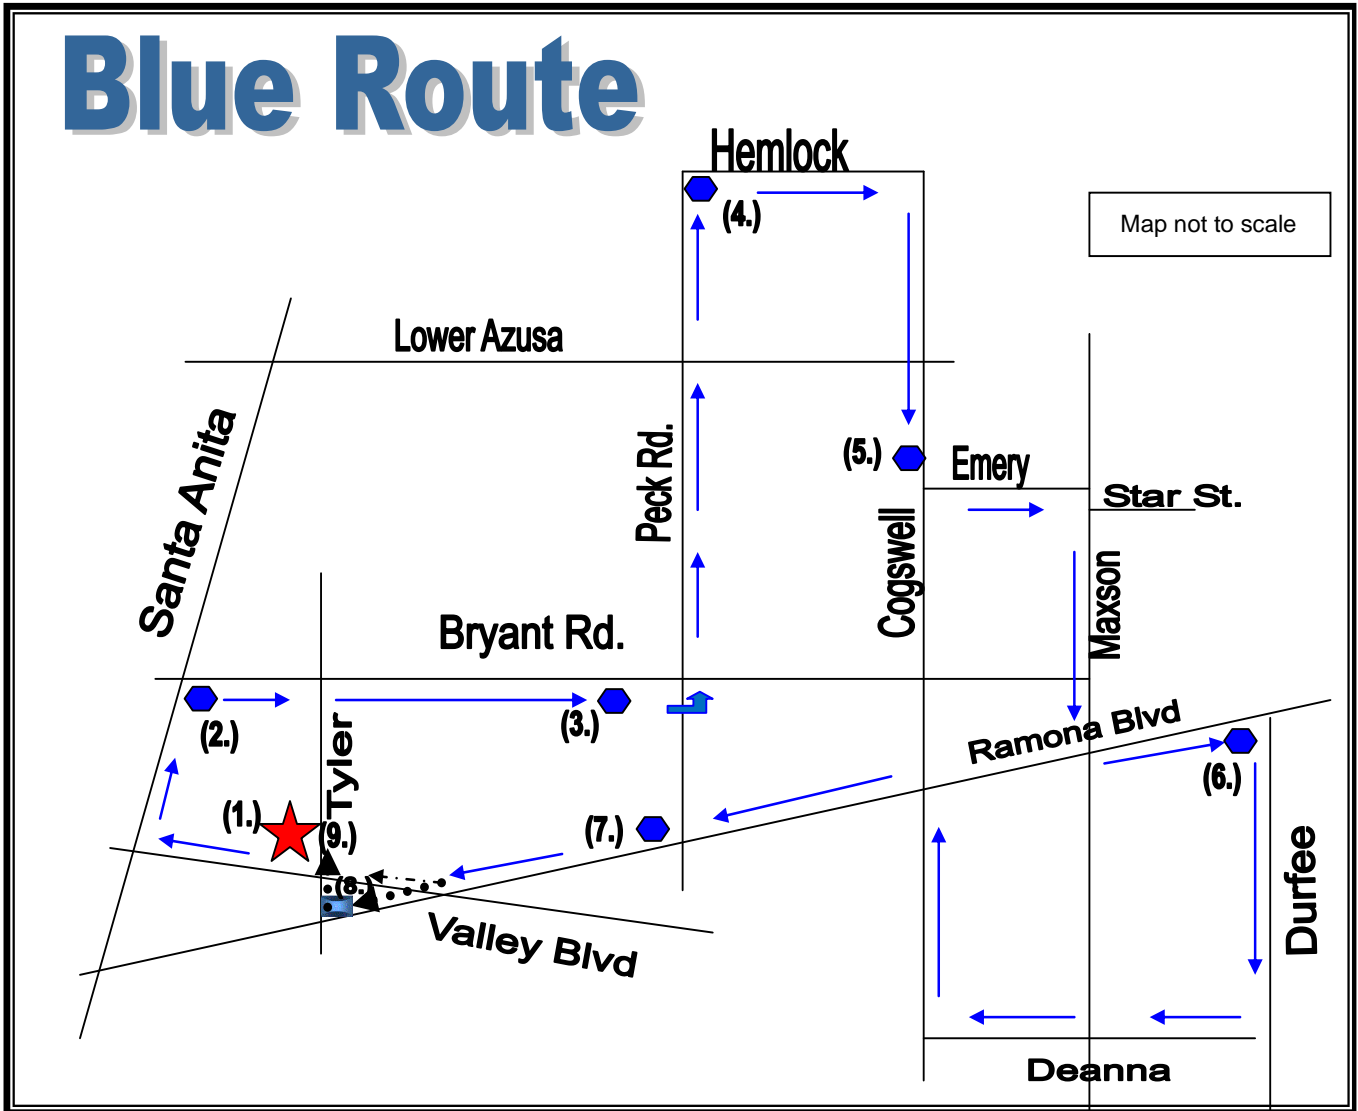 Blue Route
Hemlock
(4.)
Map not to scale
Lower Azusa
Santa Anita
Peck Rd.
(5.)
Emery
Star St.
Cogswell
Maxson
Bryant Rd.
(2.)
(3.)
Tyler
Ramona Blvd
(6.)
(1.)
(9.)
(7.)
(8.)
Durfee
Valley Blvd
Deanna